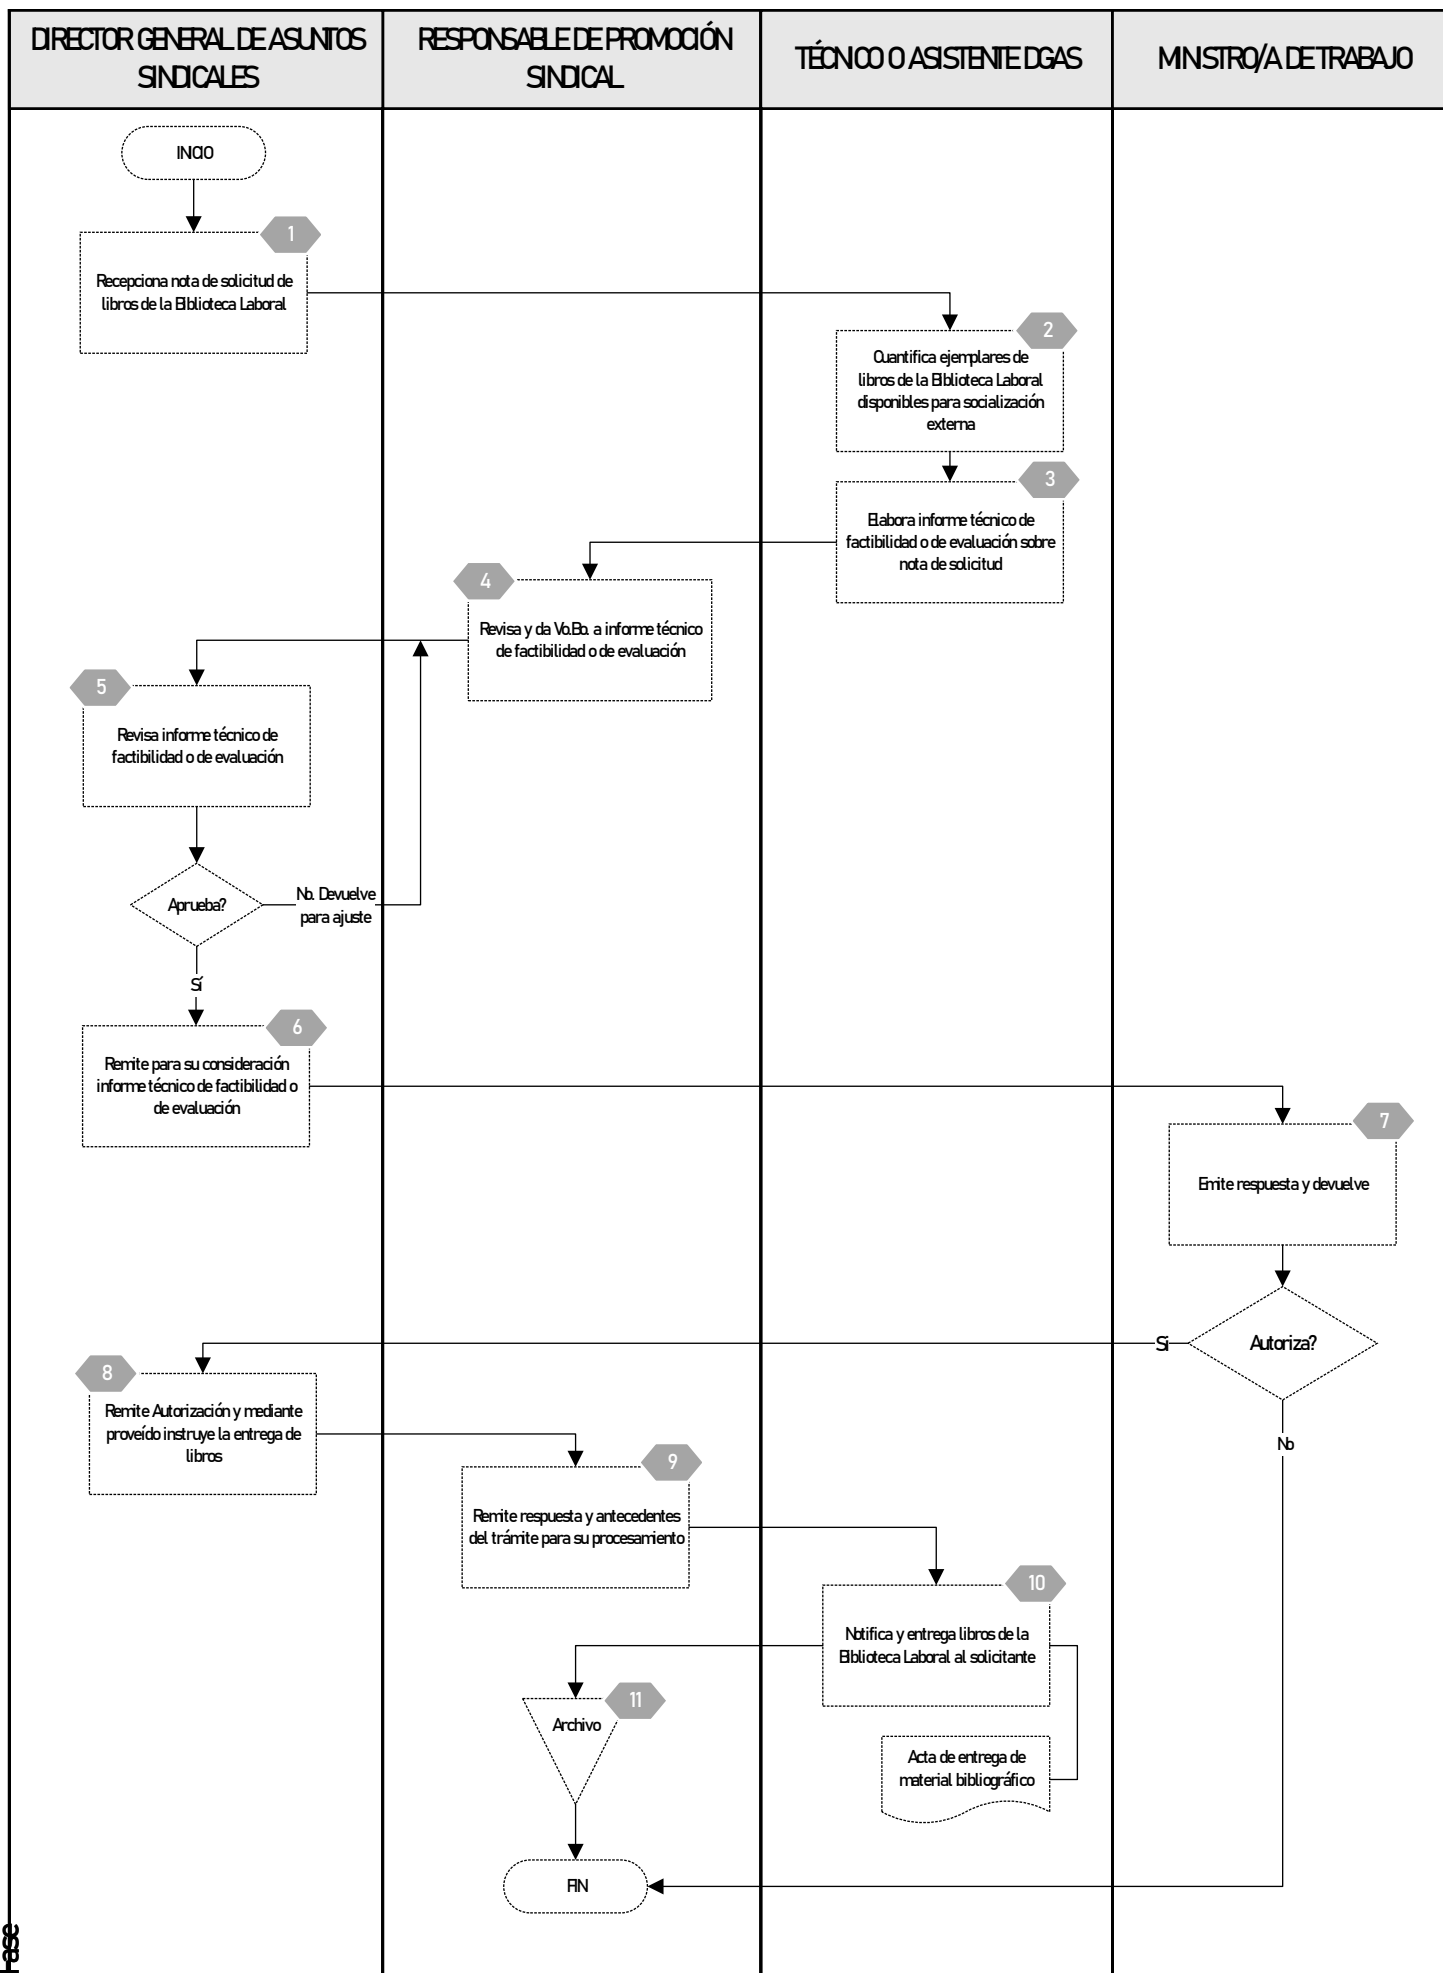 DIRECTOR GENERAL DE ASUNTOS
SINDICALES
RESPONSABLE DE PROMOCIÓN
SINDICAL
TÉCNICO O ASISTENTE DGAS
MINISTRO/A DE TRABAJO
INICIO
1
Recepciona nota de solicitud de
libros de la Biblioteca Laboral
2
Cuantifica ejemplares de
libros de la Biblioteca Laboral
disponibles para socialización
externa
3
Elabora informe técnico de
factibilidad o de evaluación sobre
nota de solicitud
4
Revisa y da Vo.Bo. a informe técnico
de factibilidad o de evaluación
5
Revisa informe técnico de
factibilidad o de evaluación
Aprueba?
No. Devuelve
para ajuste
Sí
6
Remite para su consideración
informe técnico de factibilidad o
de evaluación
7
Emite respuesta y devuelve
Autoriza?
Si
No
8
Remite Autorización y mediante
proveído instruye la entrega de
libros
9
Remite respuesta y antecedentes
del trámite para su procesamiento
10
Notifica y entrega libros de la
Biblioteca Laboral al solicitante
11
Archivo
Acta de entrega de
material bibliográfico
FIN
Fase